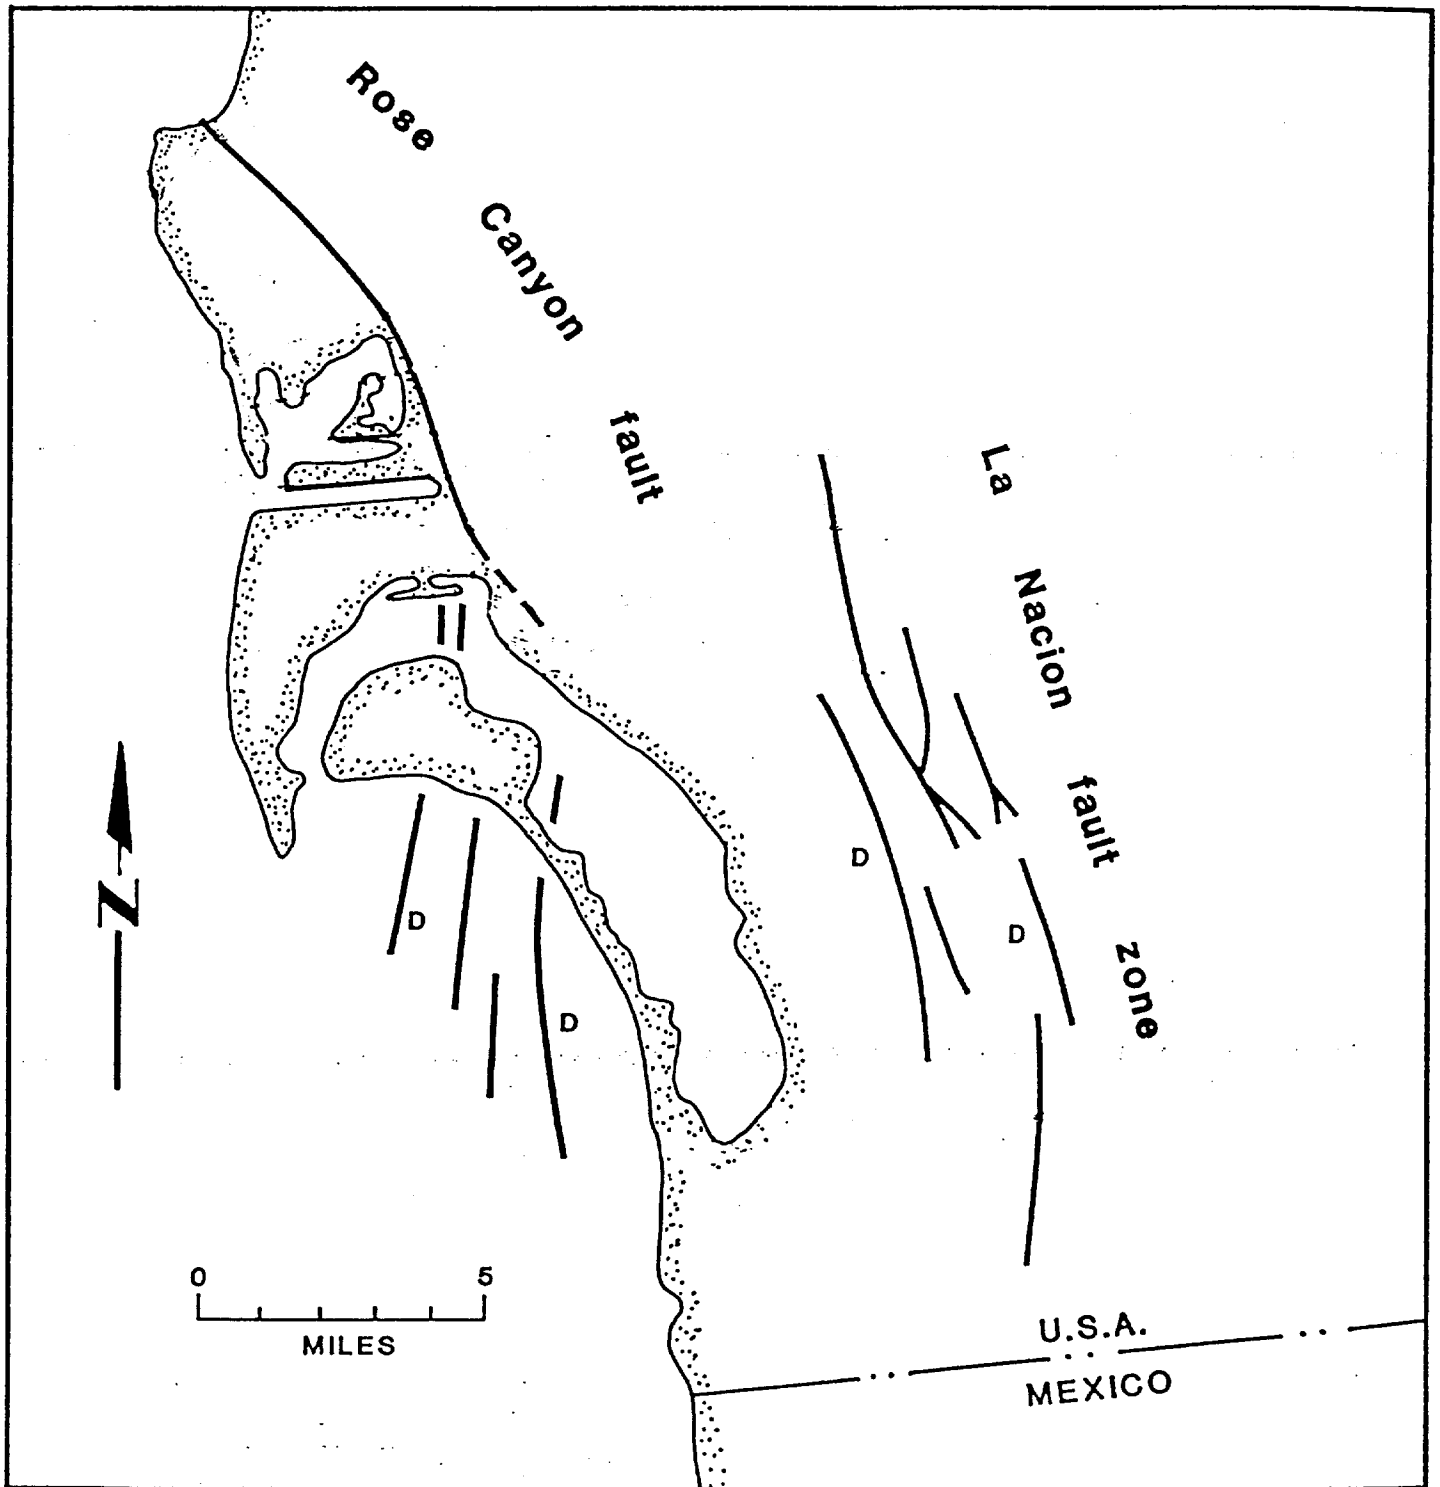 Rose
Canyon
fault
La
Nacion
fault
zone
D
D
N
D
D
0 5
MILES
U.S.A.
MEXICO